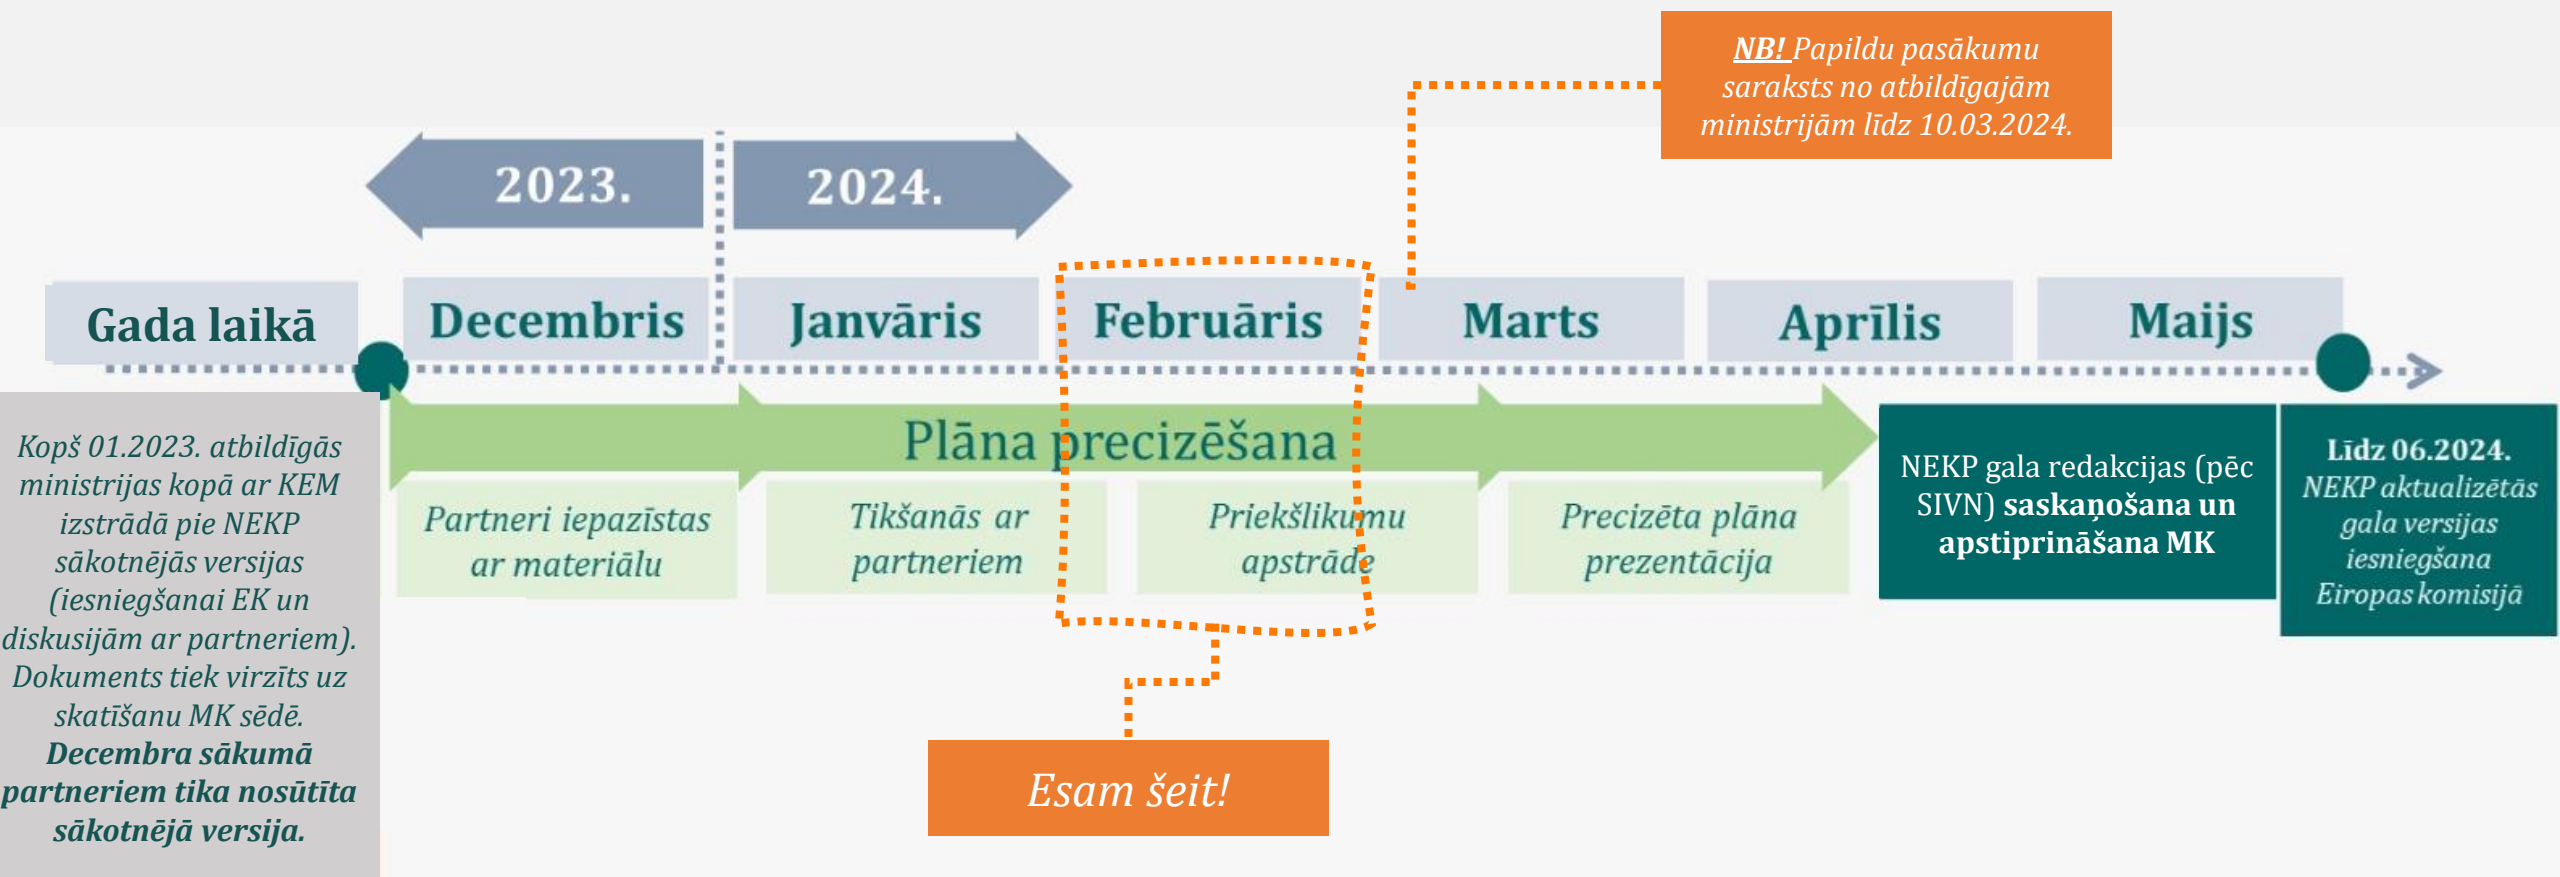 NB! Papildu pasākumu
saraksts no atbildīgajām
ministrijām līdz 10.03.2024.
2023.
2024.
Gada laikā
Decembris
Janvāris
Februāris
Marts
Aprīlis
Maijs
Kopš 01.2023. atbildīgās
ministrijas kopā ar KEM
izstrādā pie NEKP
sākotnējās versijas
(iesniegšanai EK un
diskusijām ar partneriem).
Dokuments tiek virzīts uz
skatīšanu MK sēdē.
Decembra sākumā
partneriem tika nosūtīta
sākotnējā versija.
Plāna precizēšana
Partneri iepazīstas
ar materiālu
Tikšanās ar
partneriem
Priekšlikumu
apstrāde
Precizēta plāna
prezentācija
NEKP gala redakcijas (pēc
SIVN) saskaņošana un
apstiprināšana MK
Līdz 06.2024.
NEKP aktualizētās
gala versijas
iesniegšana
Eiropas komisijā
Esam šeit!